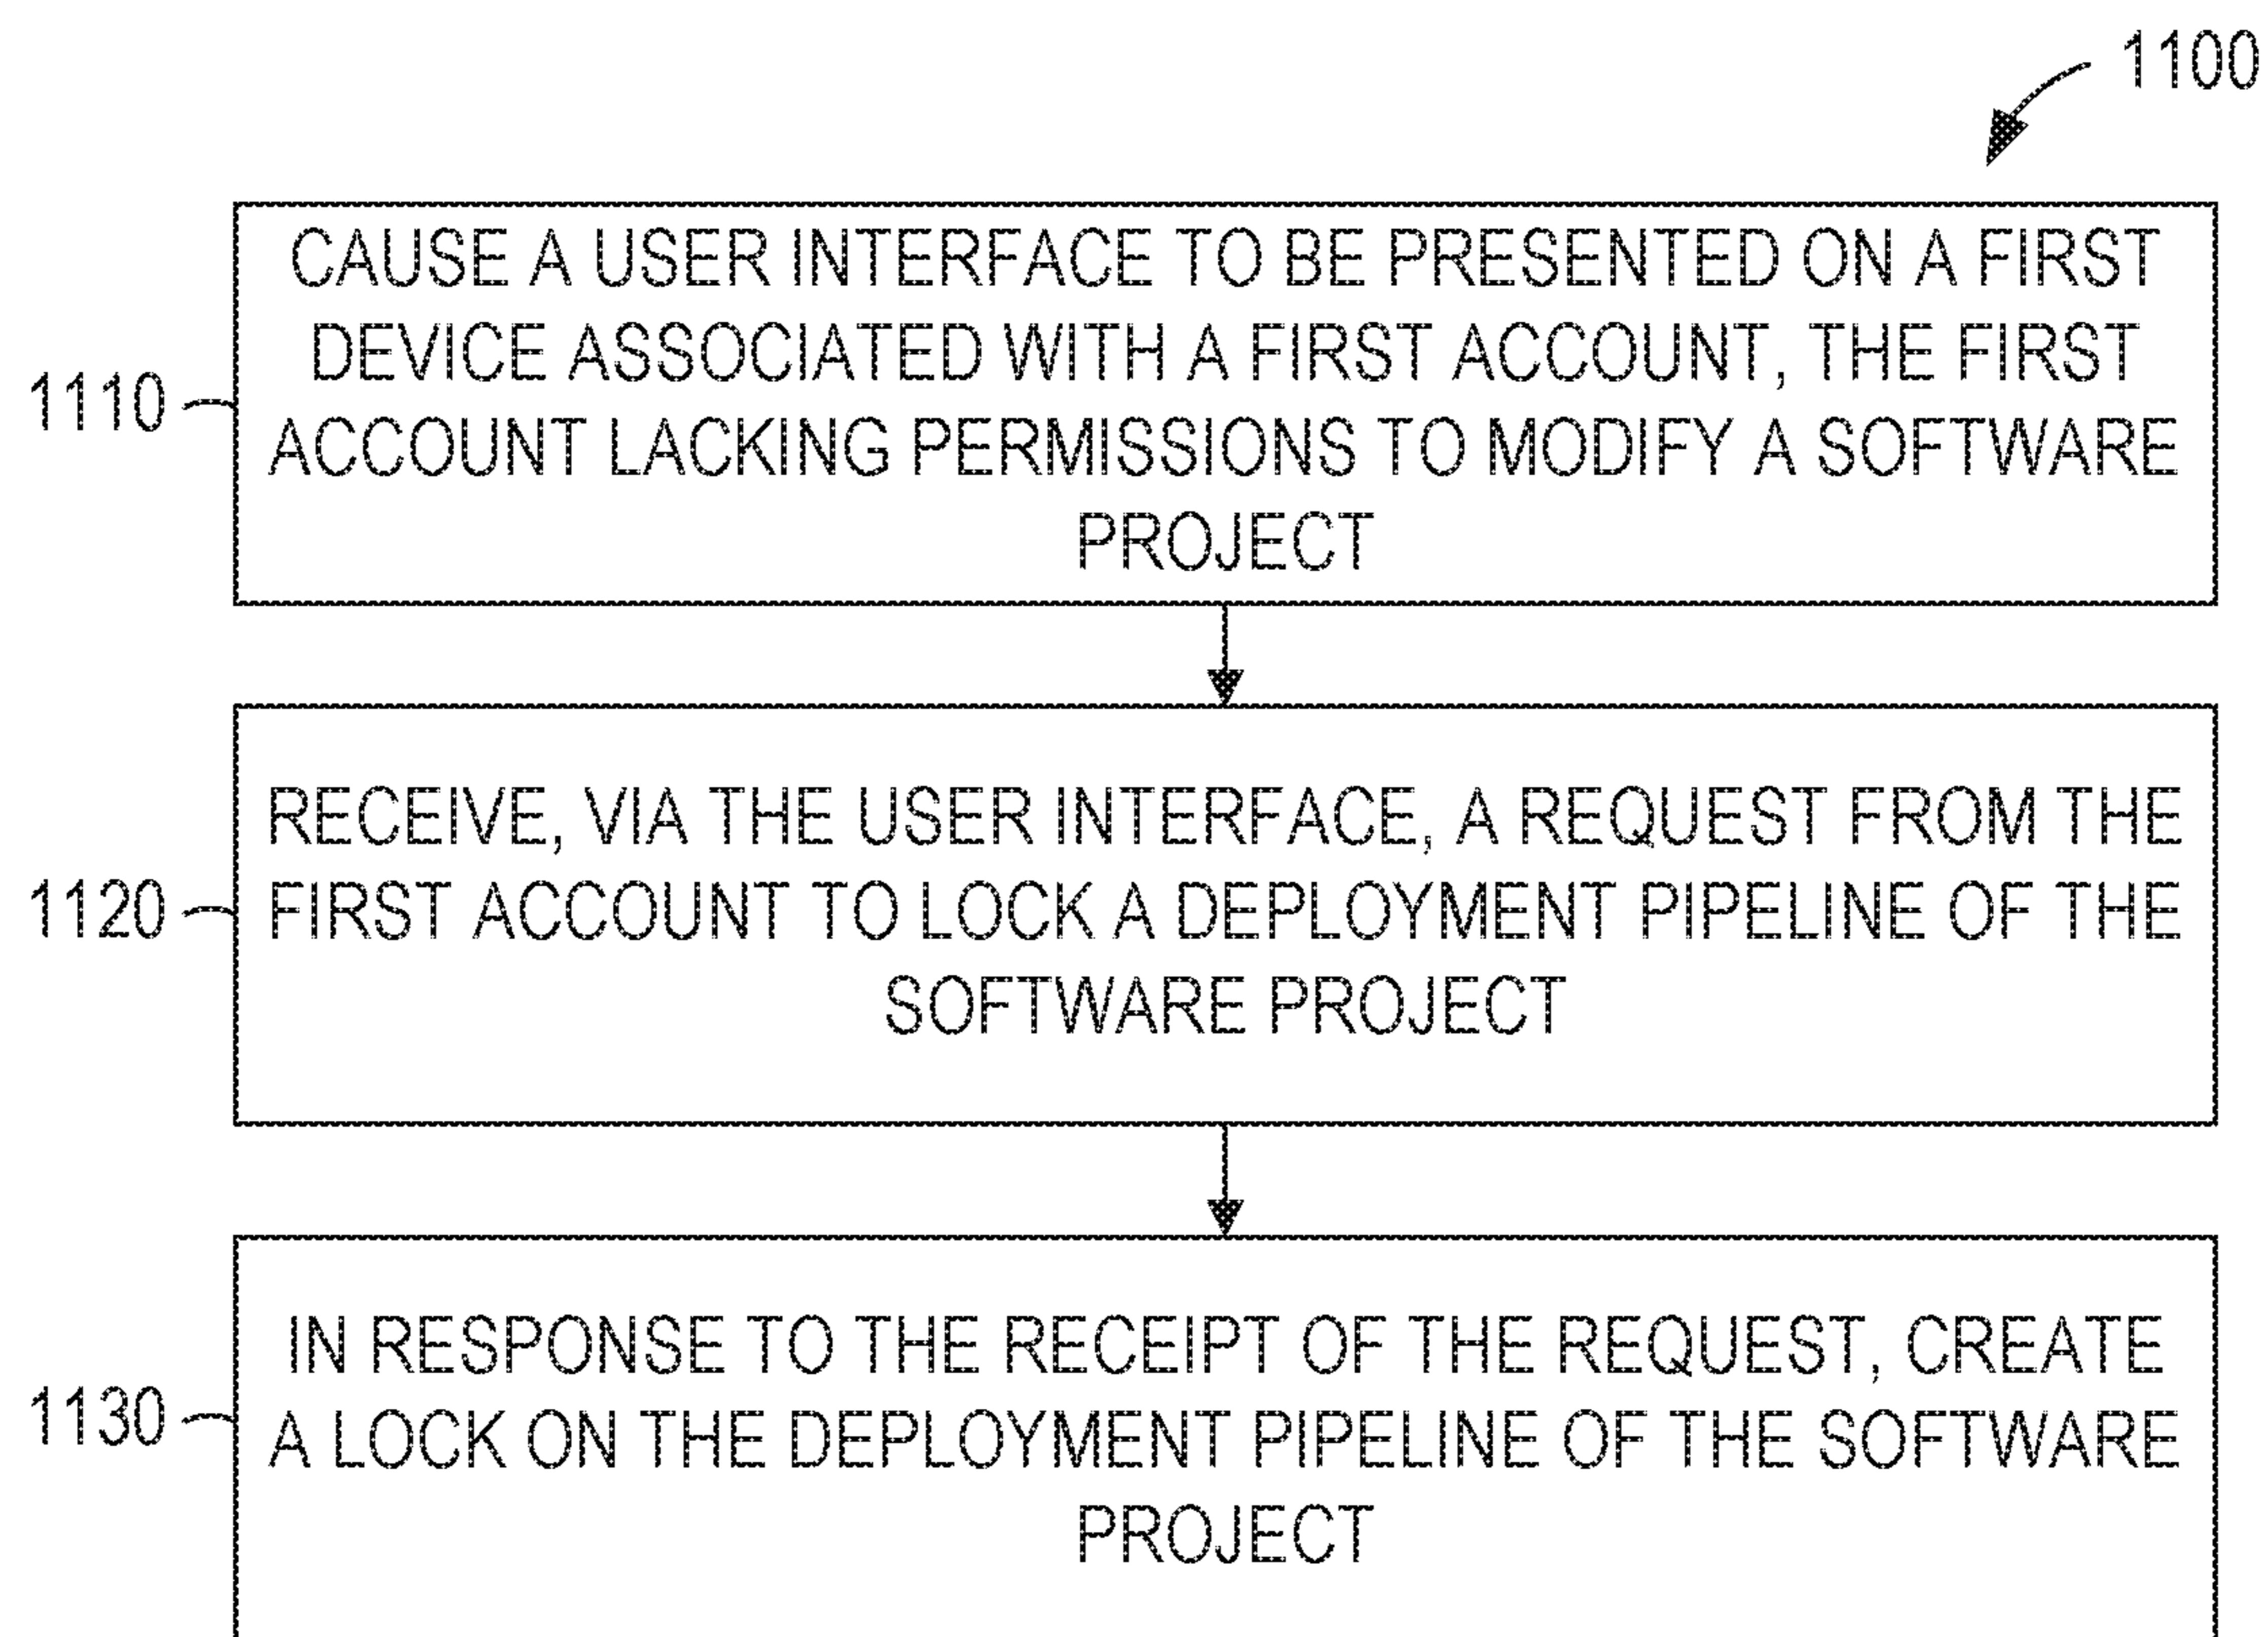 1100
CAUSE A USER INTERFACE TO BE PRESENTED ON A FIRST
DEVICE ASSOCIATED WITH A FIRST ACCOUNT, THE FIRST
1110
ACCOUNT LACKING PERMISSIONS TO MODIFY A SOFTWARE
PROJECT
RECEIVE, VIA THE USER INTERFACE, A REQUEST FROM THE
1120
FIRST ACCOUNT TO LOCK A DEPLOYMENT PIPELINE OF THE
SOFTWARE PROJECT
IN RESPONSE TO THE RECEIPT OF THE REQUEST, CREATE
1130
A LOCK ON THE DEPLOYMENT PIPELINE OF THE SOFTWARE
PROJECT